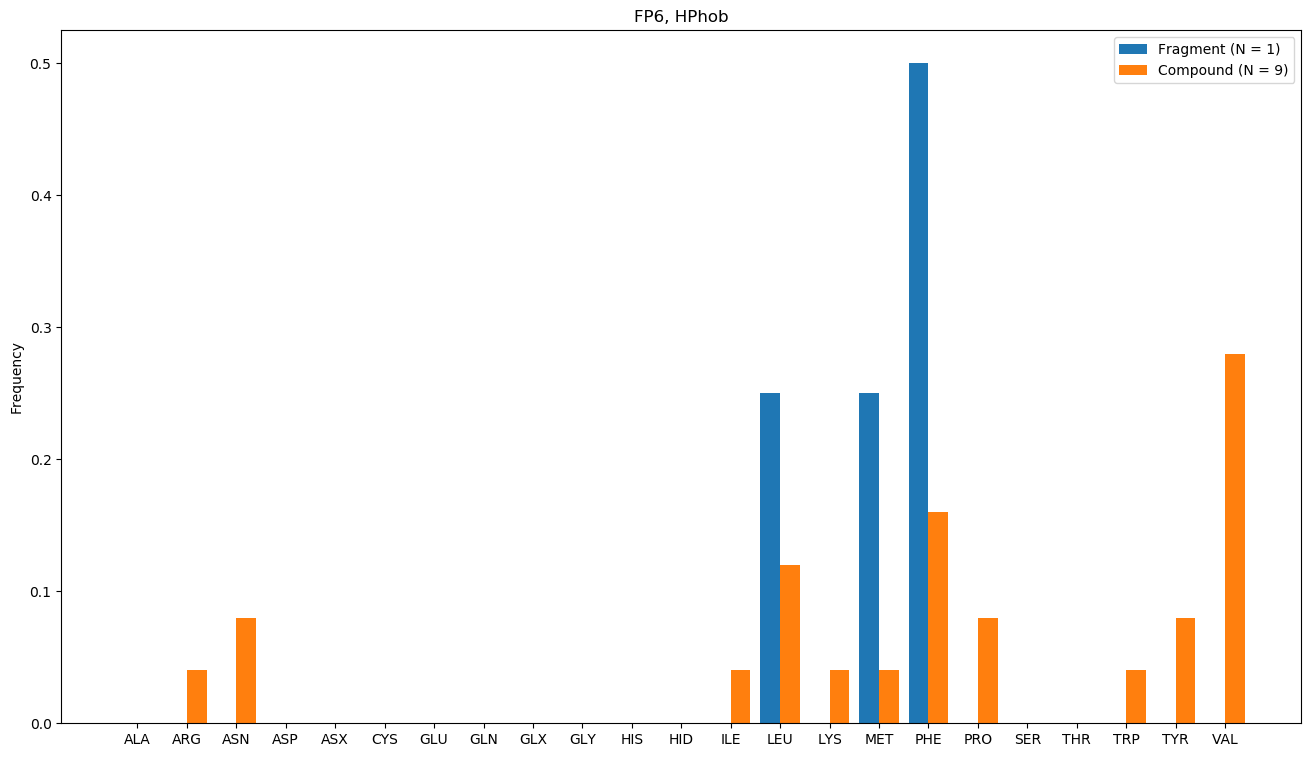 FP6, HPhob
Fragment (N = 1)
Compound (N = 9)
Frequency
0.5
0.4
0.3
0.2
0.1
0.0
ALA ARG ASN ASP ASX CYS GLU GLN GLX GLY HIS HID ILE LEU LYS MET PHE PRO SER THR TRP TYR VAL